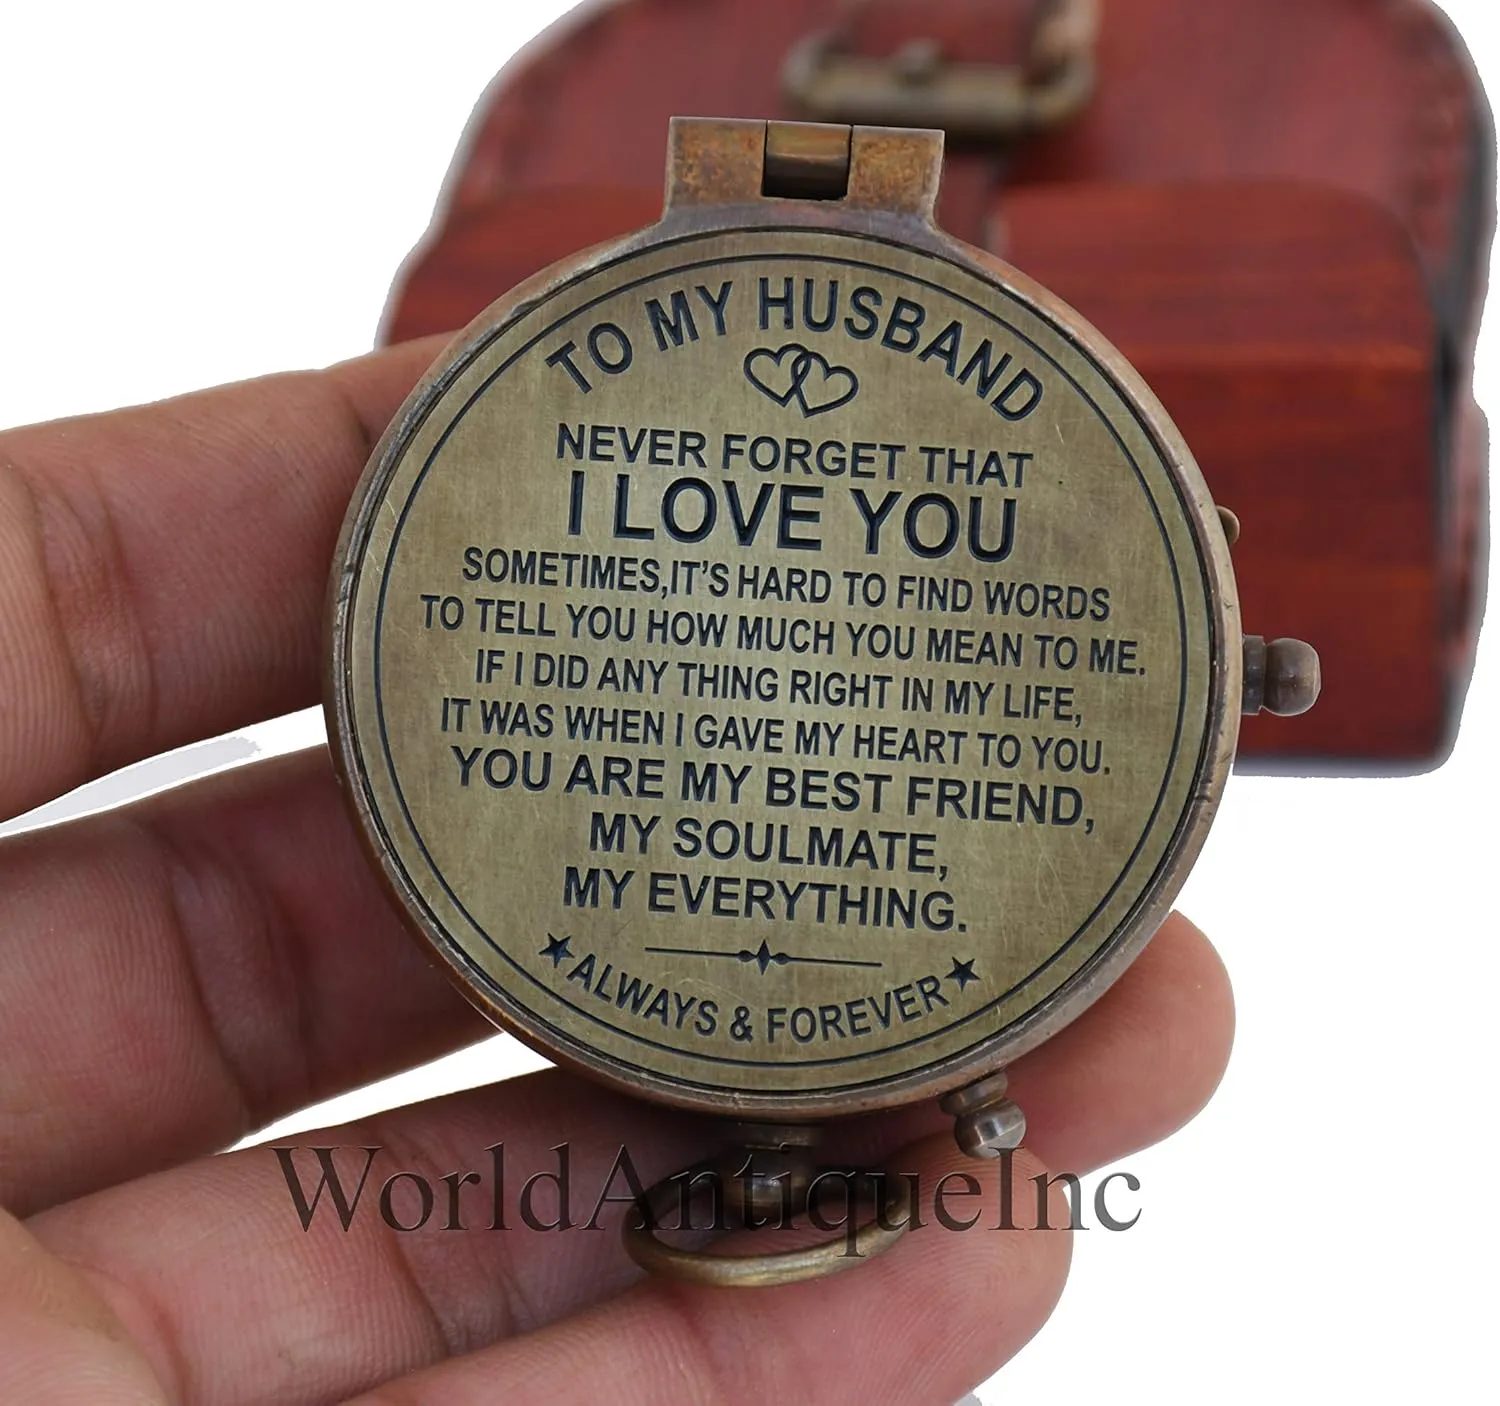 TO MY HUSBAND
NEVER FORGET THAT
I LOVE YOU
SOMETIMES,IT'S HARD TO FIND WORDS
TO TELL YOU HOW MUCH YOU MEAN TO ME.
IF I DID ANY THING RIGHT IN MY LIFE,
IT WAS WHEN I GAVE MY HEART TO YOU.
YOU ARE MY BEST FRIEND,
MY SOULMATE,
MY EVERYTHING.
★ALWAYS & FOREVER★
WorldAntiqueInc